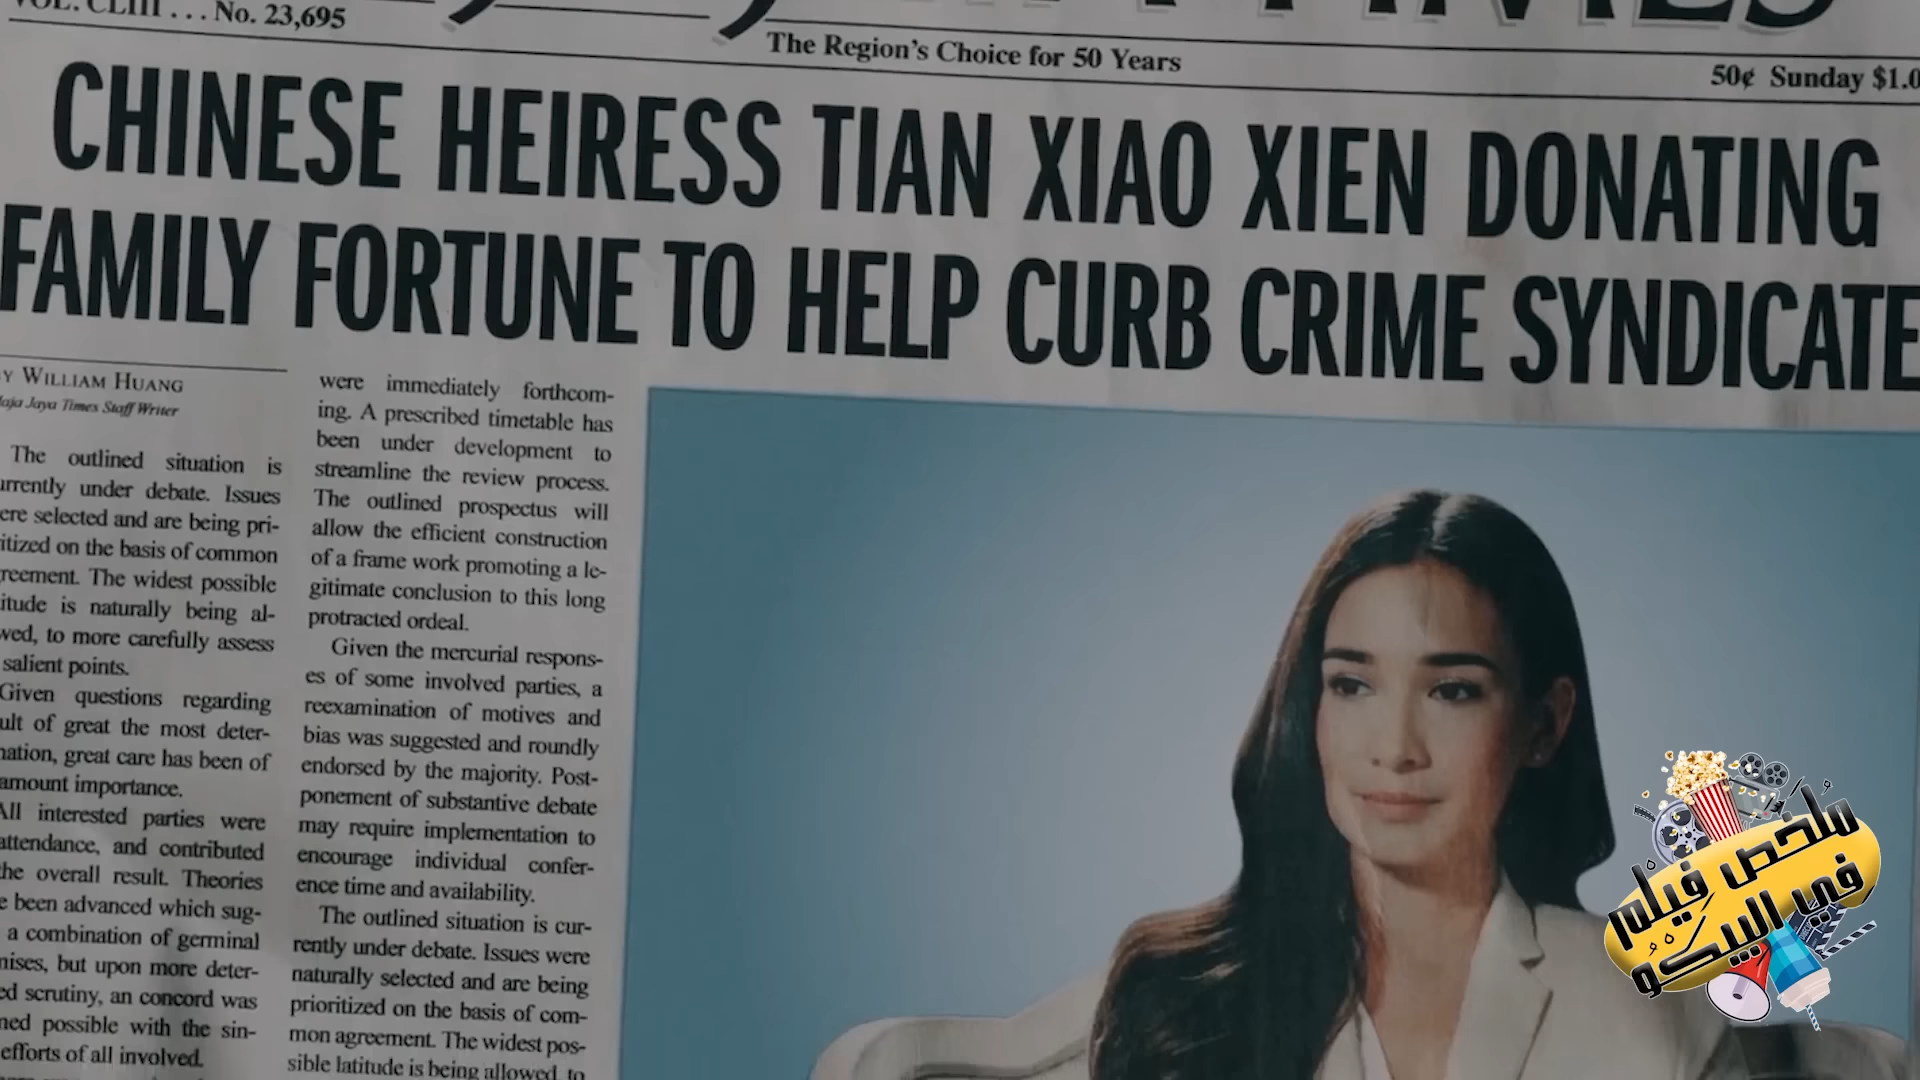 VOL. CLIII . . . No. 23,695
TIMES
The Region's Choice for 50 Years
50¢ Sunday $1.0
CHINESE HEIRESS TIAN XIAO XIEN DONATING
FAMILY FORTUNE TO HELP CURB CRIME SYNDICATE
BY WILLIAM HUANG
Maja Jaya Times Staff Writer
The outlined situation is
urrently under debate. Issues
ere selected and are being pri-
itized on the basis of common
reement. The widest possible
itude is naturally being al-
wed, to more carefully assess
salient points.
Given questions regarding
ult of great the most deter-
nation, great care has been of
amount importance.
All interested parties were
attendance, and contributed
the overall result. Theories
e been advanced which sug-
a combination of germinal
mises, but upon more deter-
ed scrutiny, an concord was
ned possible with the sin-
efforts of all involved.
were immediately forthcom-
ing. A prescribed timetable has
been under development to
streamline the review process.
The outlined prospectus will
allow the efficient construction
of a frame work promoting a le-
gitimate conclusion to this long
protracted ordeal.
Given the mercurial respons-
es of some involved parties, a
reexamination of motives and
bias was suggested and roundly
endorsed by the majority. Post-
ponement of substantive debate
may require implementation to
encourage individual confer-
ence time and availability.
The outlined situation is cur-
rently under debate. Issues were
naturally selected and are being
prioritized on the basis of com-
mon agreement. The widest pos-
sible latitude is being allowed, to
ملخص فيلم
في البيكو